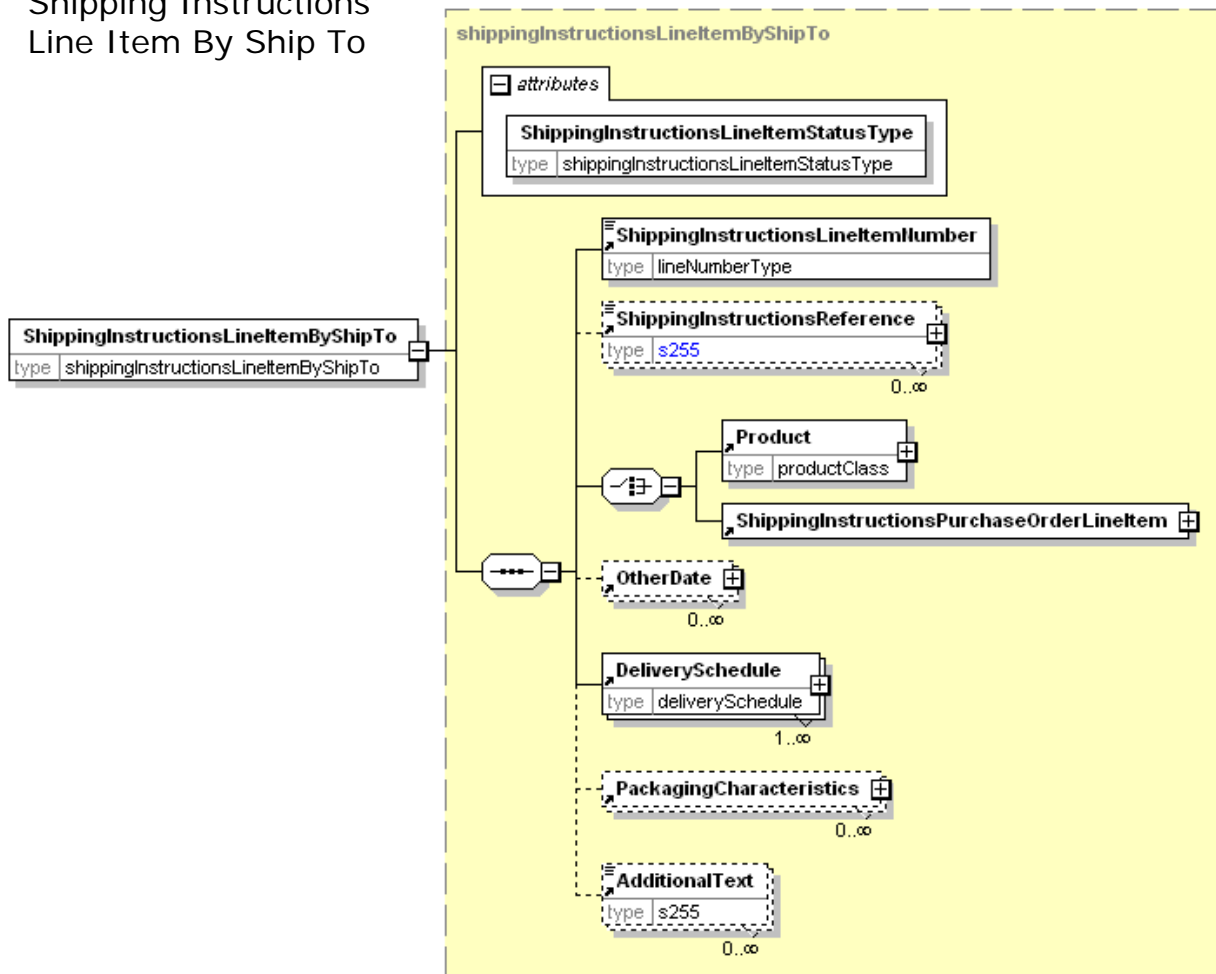 Shipping Instructions
Line Item By Ship To
shippingInstructionsLineItemByShipTo
attributes
ShippingInstructionsLineItemStatusType
type shippingInstructionsLineItemStatusType
ShippingInstructionsLineItemNumber
type lineNumberType
ShippingInstructionsReference
type s255
0..∞
ShippingInstructionsLineItemByShipTo
type shippingInstructionsLineItemByShipTo
Product
type productClass
ShippingInstructionsPurchaseOrderLineItem
OtherDate
0..∞
DeliverySchedule
type deliverySchedule
1..∞
PackagingCharacteristics
0..∞
AdditionalText
type s255
0..∞